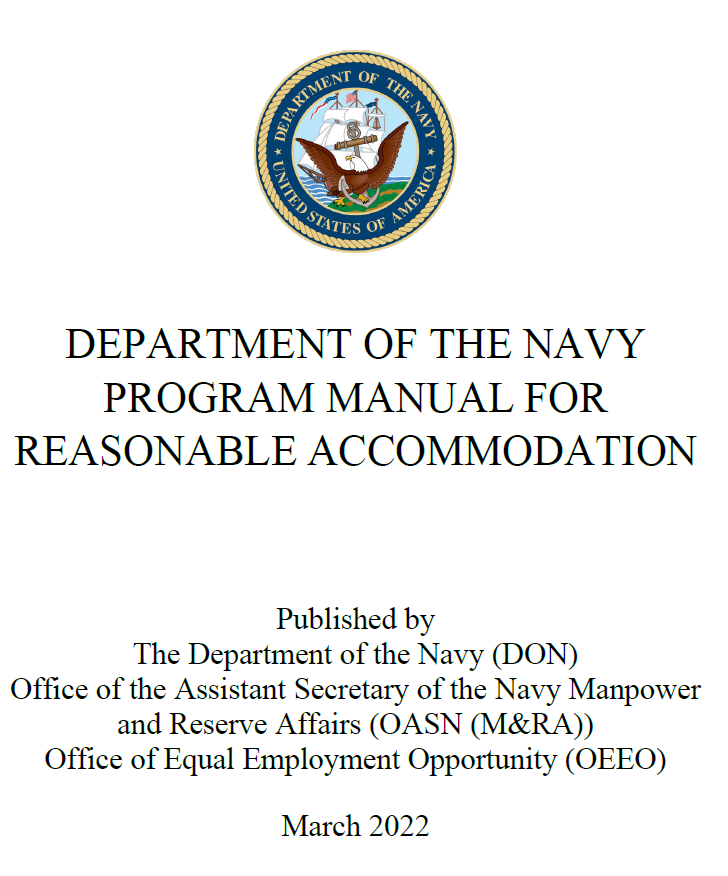 DEPARTMENT OF THE NAVY
UNITED STATES OF AMERICA
DEPARTMENT OF THE NAVY
PROGRAM MANUAL FOR
REASONABLE ACCOMMODATION
Published by
The Department of the Navy (DON)
Office of the Assistant Secretary of the Navy Manpower
and Reserve Affairs (OASN (M&RA))
Office of Equal Employment Opportunity (OEEO)
March 2022